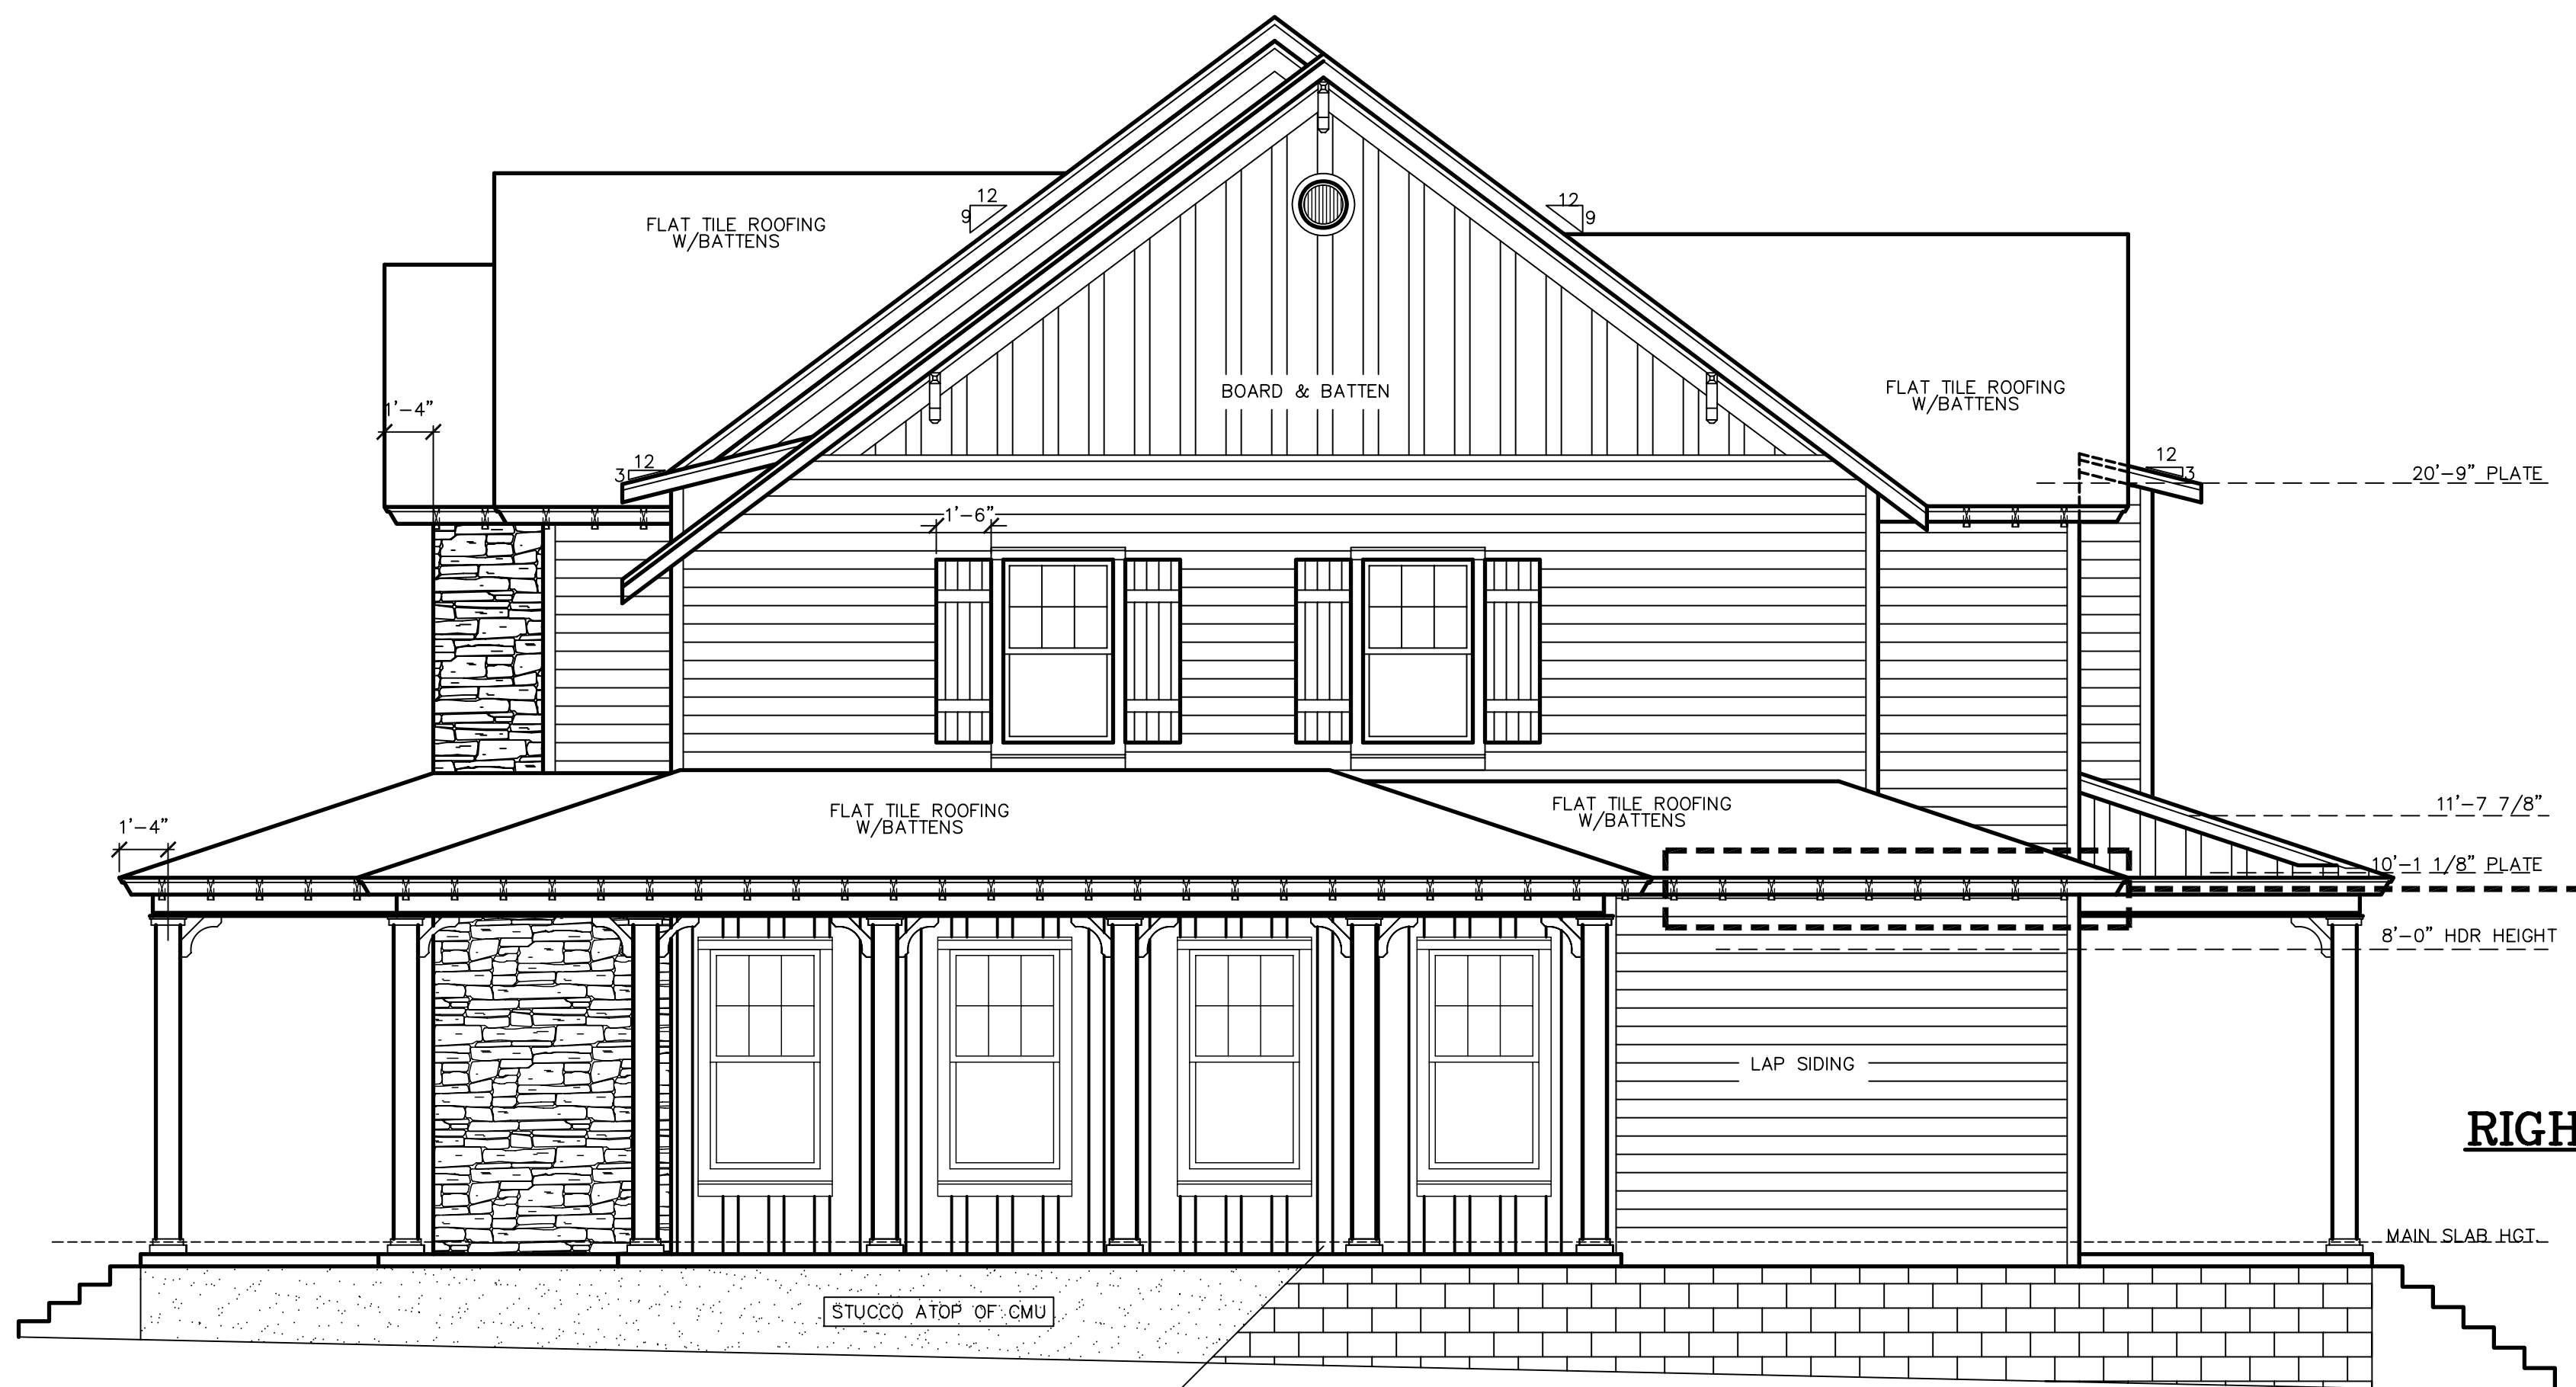 12
9
12
9
FLAT TILE ROOFING
W/BATTENS
BOARD & BATTEN
FLAT TILE ROOFING
W/BATTENS
1'-4"
12
3
12
3
20'-9" PLATE
1'-6"
FLAT TILE ROOFING
W/BATTENS
FLAT TILE ROOFING
W/BATTENS
11'-7 7/8"
1'-4"
10'-1 1/8" PLATE
8'-0" HDR HEIGHT
LAP SIDING
RIGH
MAIN SLAB HGT.
STUCCO ATOP OF CMU